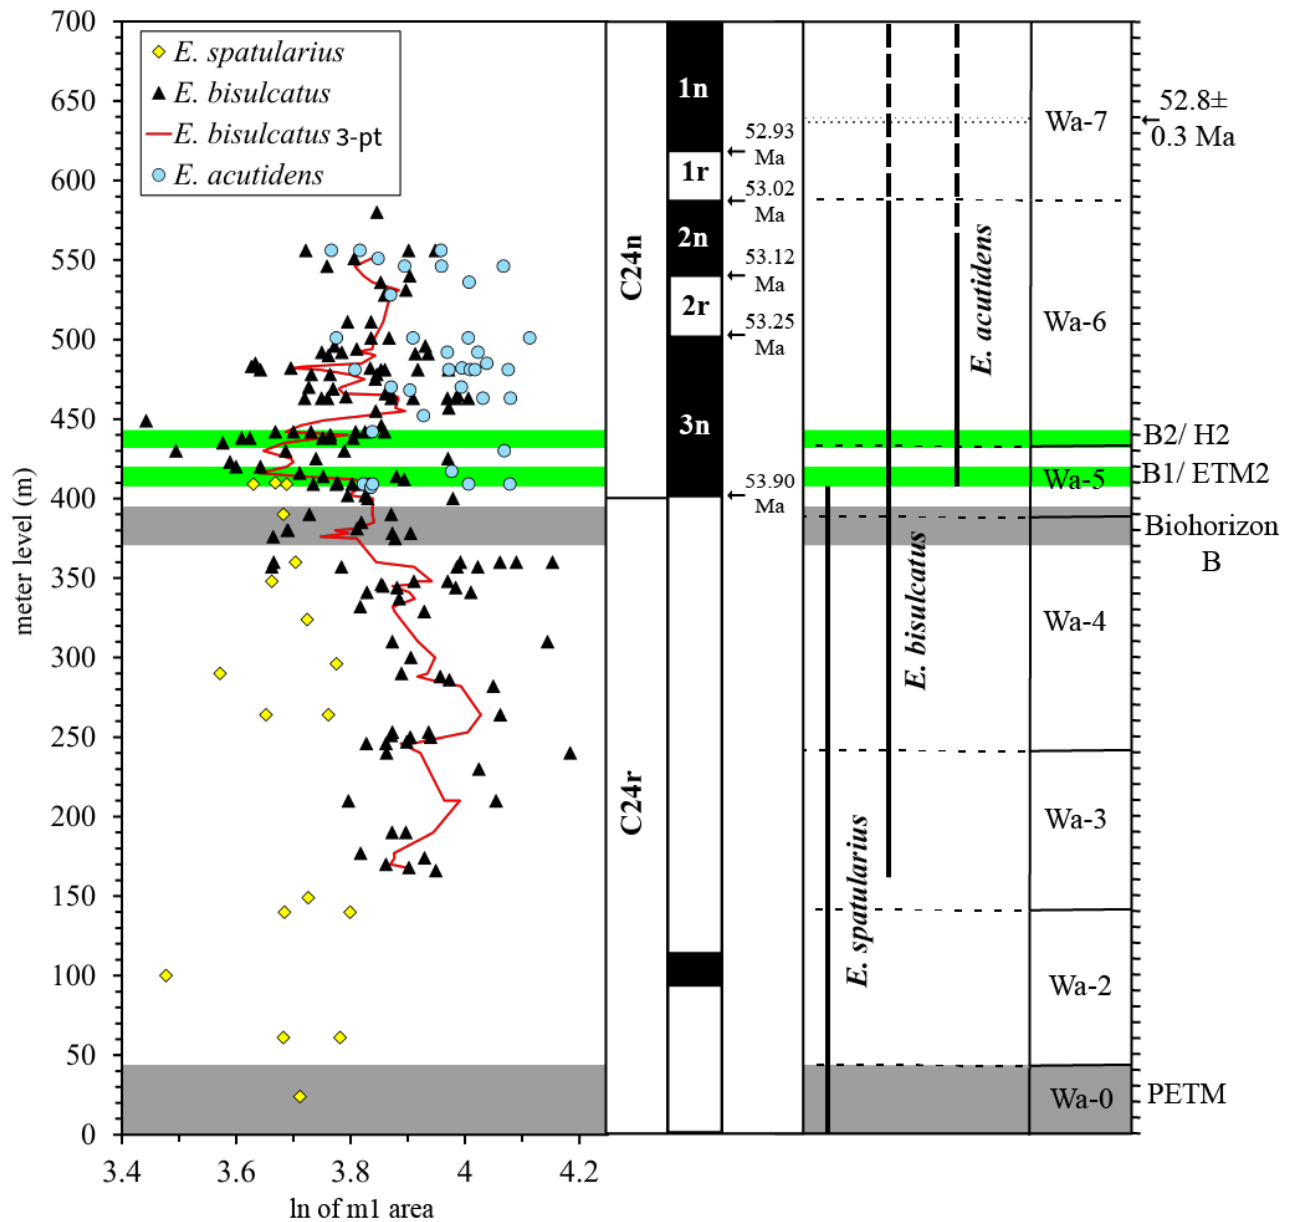 700
650
600
550
500
450
400
350
300
250
200
150
100
50
0
meter level (m)
3.4
3.6
3.8
4
4.2
ln of m1 area
E. spatularius
E. bisulcatus
E. bisulcatus 3-pt
E. acutidens
C24n
C24r
1n
1r
2n
2r
3n
52.93
Ma
53.02
Ma
53.12
Ma
53.25
Ma
53.90
Ma
E. spatularius
E. bisulcatus
E. acutidens
Wa-7
Wa-6
Wa-5
Wa-4
Wa-3
Wa-2
Wa-0
52.8±
0.3 Ma
B2/ H2
B1/ ETM2
Biohorizon
B
PETM